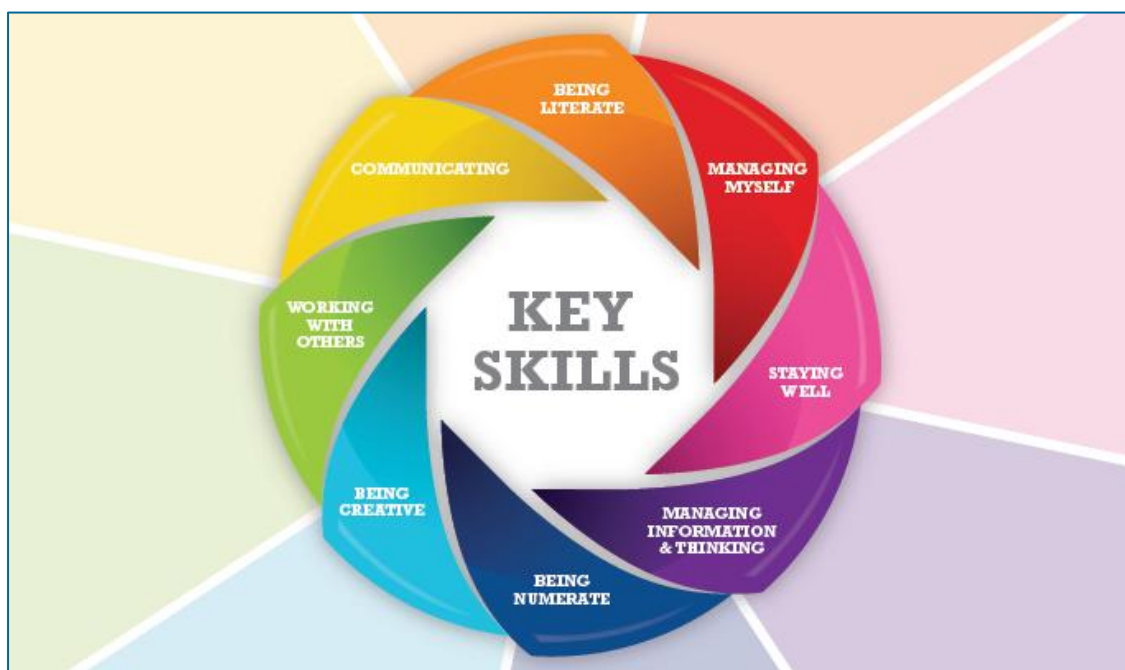 BEING
LITERATE
MANAGING
MYSELF
STAYING
WELL
MANAGING
INFORMATION
& THINKING
BEING
NUMERATE
BEING
CREATIVE
WORKING
WITH
OTHERS
COMMUNICATING
KEY
SKILLS